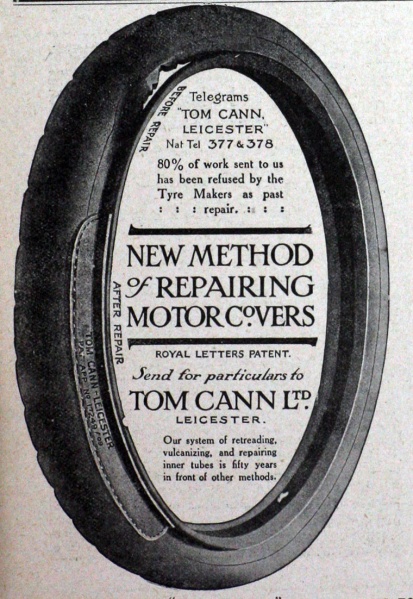 BEFORE REPAIR
Telegrams
"TOM CANN,
LEICESTER"
Nat Tel 377 & 378
80% of work sent to us
has been refused by the
Tyre Makers as past
: : : repair. : : :
NEW METHOD
of REPAIRING
MOTOR COVERS
AFTER REPAIR
TOM CANN-LEICESTER
ROYAL LETTERS PATENT.
Send for particulars to
TOM CANN LTD.
LEICESTER.
Our system of retreading,
vulcanizing, and repairing
inner tubes is fifty years
in front of other methods.